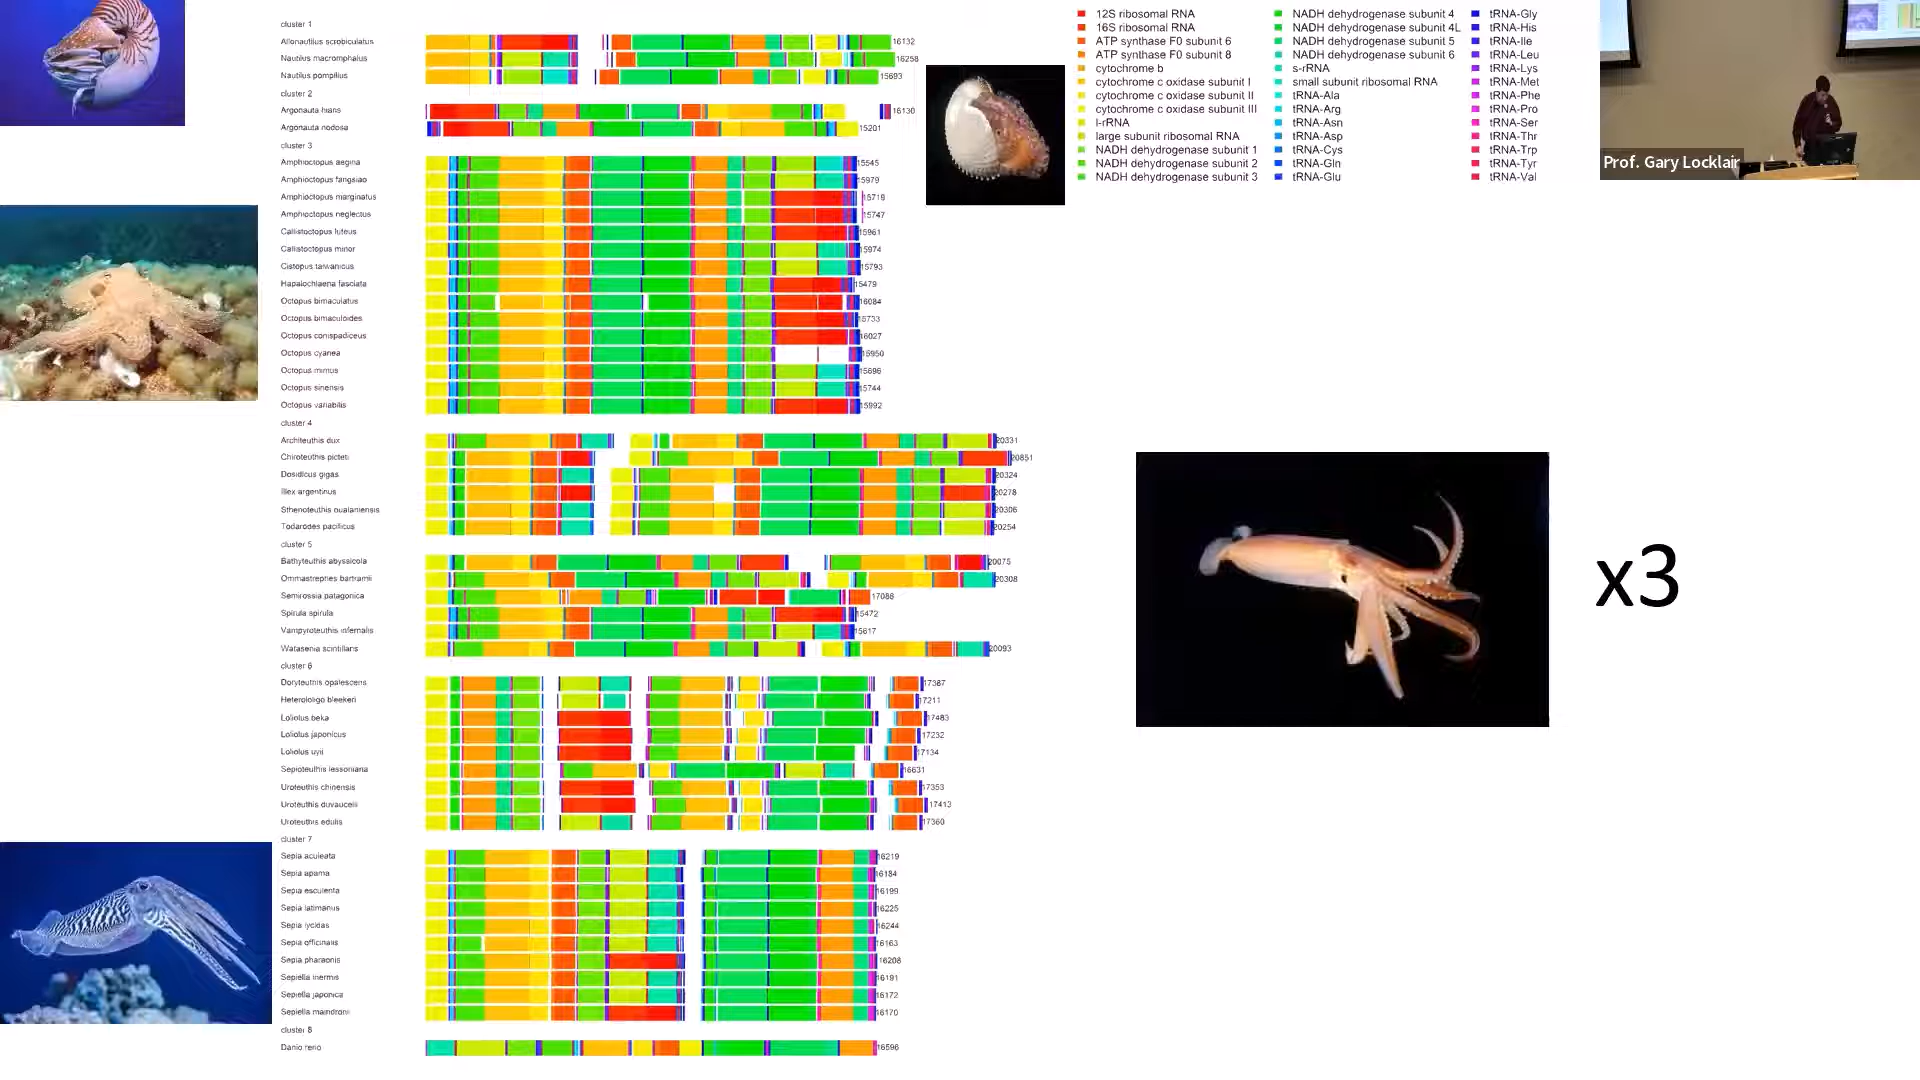 cluster 1
Allonautilus scrobiculatus 16132
Nautilus macromphalus 16258
Nautilus pompilius 15693
cluster 2
Argonauta hians 16130
Argonauta nodosa 15201
cluster 3
Amphioctopus aegina 15545
Amphioctopus fangsiao 15979
Amphioctopus marginatus 15719
Amphioctopus neglectus 15747
Callistoctopus luteus 15961
Callistoctopus minor 15974
Cistopus taiwanicus 15793
Hapalochlaena fasciata 15479
Octopus bimaculatus 16084
Octopus bimaculoides 15733
Octopus conispadiceus 16027
Octopus cyanea 15950
Octopus mimus 15696
Octopus sinensis 15744
Octopus variabilis 15992
cluster 4
Architeuthis dux 20331
Chiroteuthis picteti 20851
Dosidicus gigas 20324
Illex argentinus 20278
Sthenoteuthis oualaniensis 20306
Todarodes pacificus 20254
cluster 5
Bathyteuthis abyssicola 20075
Ommastrephes bartramii 20308
Semirossia patagonica 17086
Spirula spirula 15472
Vampyroteuthis infernalis 15617
Watasenia scintillans 20093
cluster 6
Doryteuthis opalescens 17387
Heterololigo bleekeri 17211
Loliolus beka 17483
Loliolus japonicus 17232
Loliolus uyii 17134
Sepioteuthis lessoniana 16631
Uroteuthis chinensis 17353
Uroteuthis duvaucelii 17413
Uroteuthis edulis 17360
cluster 7
Sepia aculeata 16219
Sepia apama 16184
Sepia esculenta 16199
Sepia latimanus 16225
Sepia lycidas 16244
Sepia officinalis 16163
Sepia pharaonis 16208
Sepiella inermis 16191
Sepiella japonica 16172
Sepiella maindroni 16170
cluster 8
Danio rerio 16596
12S ribosomal RNA
16S ribosomal RNA
ATP synthase F0 subunit 6
ATP synthase F0 subunit 8
cytochrome b
cytochrome c oxidase subunit I
cytochrome c oxidase subunit II
cytochrome c oxidase subunit III
l-rRNA
large subunit ribosomal RNA
NADH dehydrogenase subunit 1
NADH dehydrogenase subunit 2
NADH dehydrogenase subunit 3
NADH dehydrogenase subunit 4
NADH dehydrogenase subunit 4L
NADH dehydrogenase subunit 5
NADH dehydrogenase subunit 6
s-rRNA
small subunit ribosomal RNA
tRNA-Ala
tRNA-Arg
tRNA-Asn
tRNA-Asp
tRNA-Cys
tRNA-Gln
tRNA-Glu
tRNA-Gly
tRNA-His
tRNA-Ile
tRNA-Leu
tRNA-Lys
tRNA-Met
tRNA-Phe
tRNA-Pro
tRNA-Ser
tRNA-Thr
tRNA-Trp
tRNA-Tyr
tRNA-Val
Prof. Gary Locklair
x3